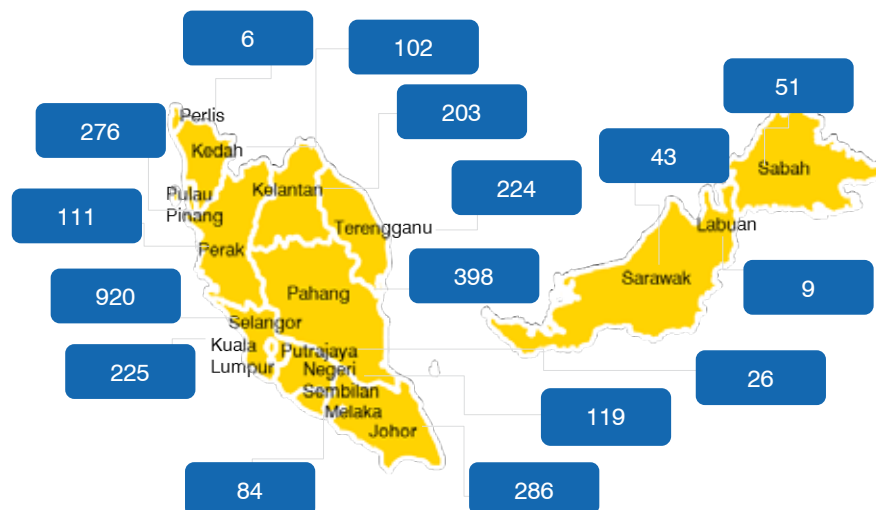 6
102
51
276
Perlis
203
Kedah
43
Sabah
Pulau
Pinang
Kelantan
224
111
Terengganu
Labuan
Perak
Sarawak
398
920
Pahang
9
Selangor
Kuala
Lumpur
Putrajaya
225
Negeri
Sembilan
26
Melaka
119
Johor
84
286